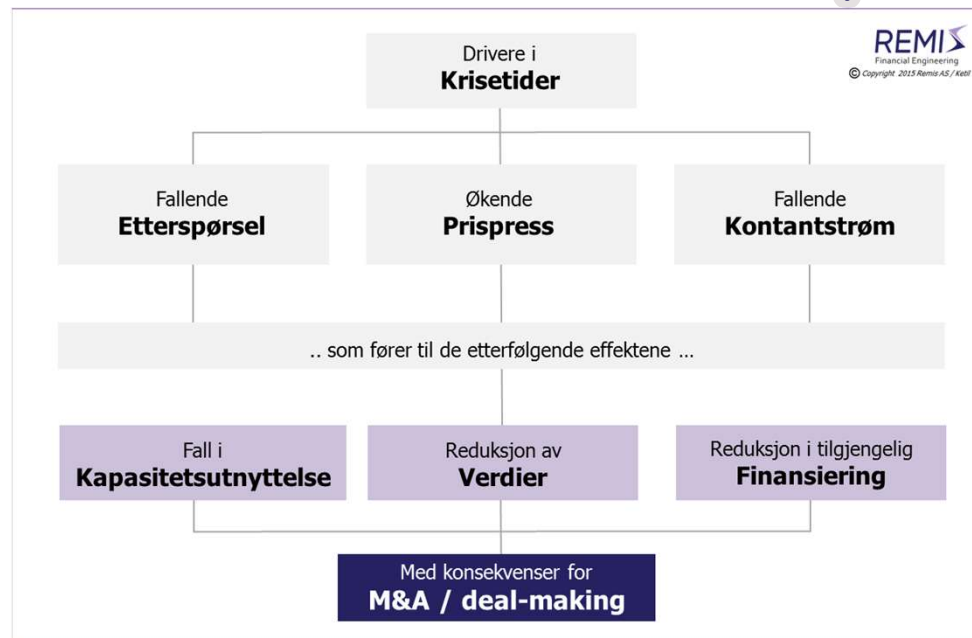 REMIS
Financial Engineering
© Copyright 2015 Remis AS / Ketil
Drivere i
Krisetider
Fallende
Etterspørsel
Økende
Prispress
Fallende
Kontantstrøm
.. som fører til de etterfølgende effektene ...
Fall i
Kapasitetsutnyttelse
Reduksjon av
Verdier
Reduksjon i tilgjengelig
Finansiering
Med konsekvenser for
M&A / deal-making